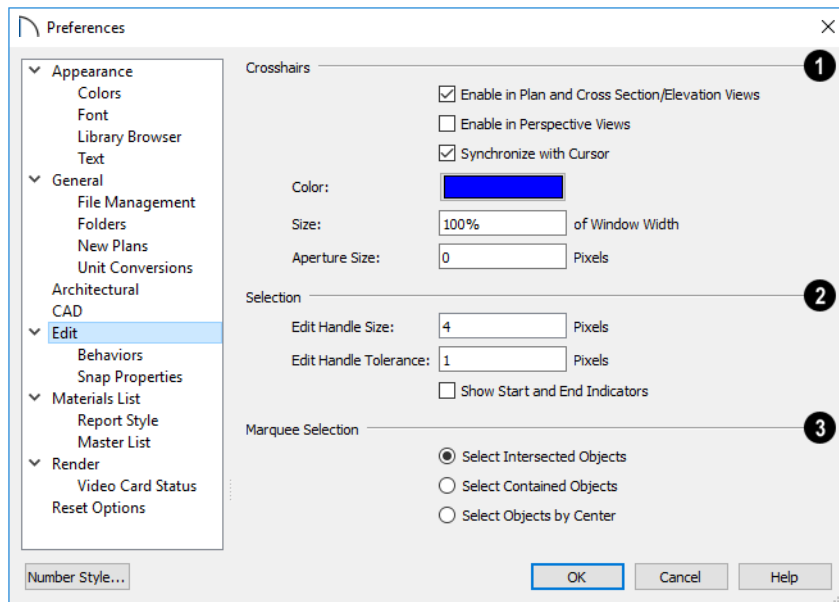 Preferences
Appearance
Colors
Font
Library Browser
Text
General
File Management
Folders
New Plans
Unit Conversions
Architectural
CAD
Edit
Behaviors
Snap Properties
Materials List
Report Style
Master List
Render
Video Card Status
Reset Options
Crosshairs 1
Enable in Plan and Cross Section/Elevation Views
Enable in Perspective Views
Synchronize with Cursor
Color:
Size: 100% of Window Width
Aperture Size: 0 Pixels
Selection 2
Edit Handle Size: 4 Pixels
Edit Handle Tolerance: 1 Pixels
Show Start and End Indicators
Marquee Selection 3
Select Intersected Objects
Select Contained Objects
Select Objects by Center
Number Style... OK Cancel Help